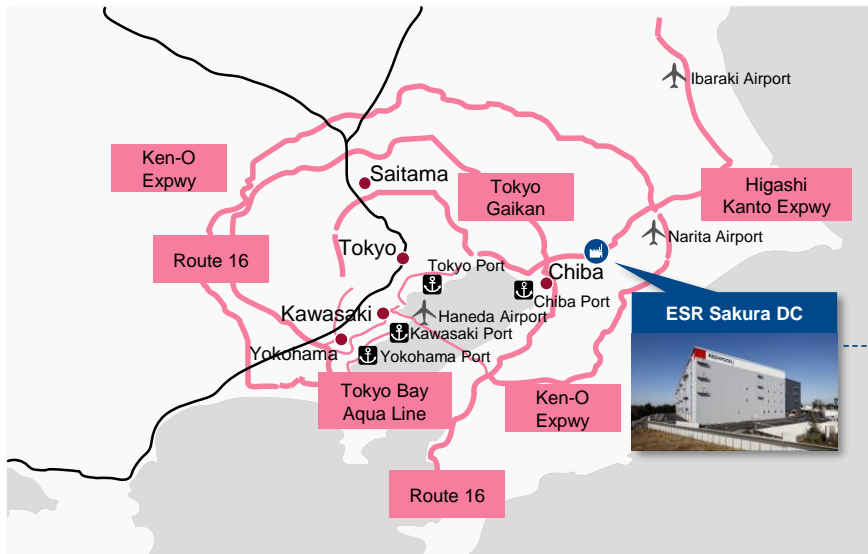 Ibaraki Airport
Ken-O
Expwy
Saitama
Tokyo
Gaikan
Higashi
Kanto Expwy
Narita Airport
Route 16
Tokyo
Tokyo Port
Chiba
Chiba Port
Kawasaki
Haneda Airport
Kawasaki Port
Yokohama
Yokohama Port
ESR Sakura DC
REDWOOD
Tokyo Bay
Aqua Line
Ken-O
Expwy
Route 16